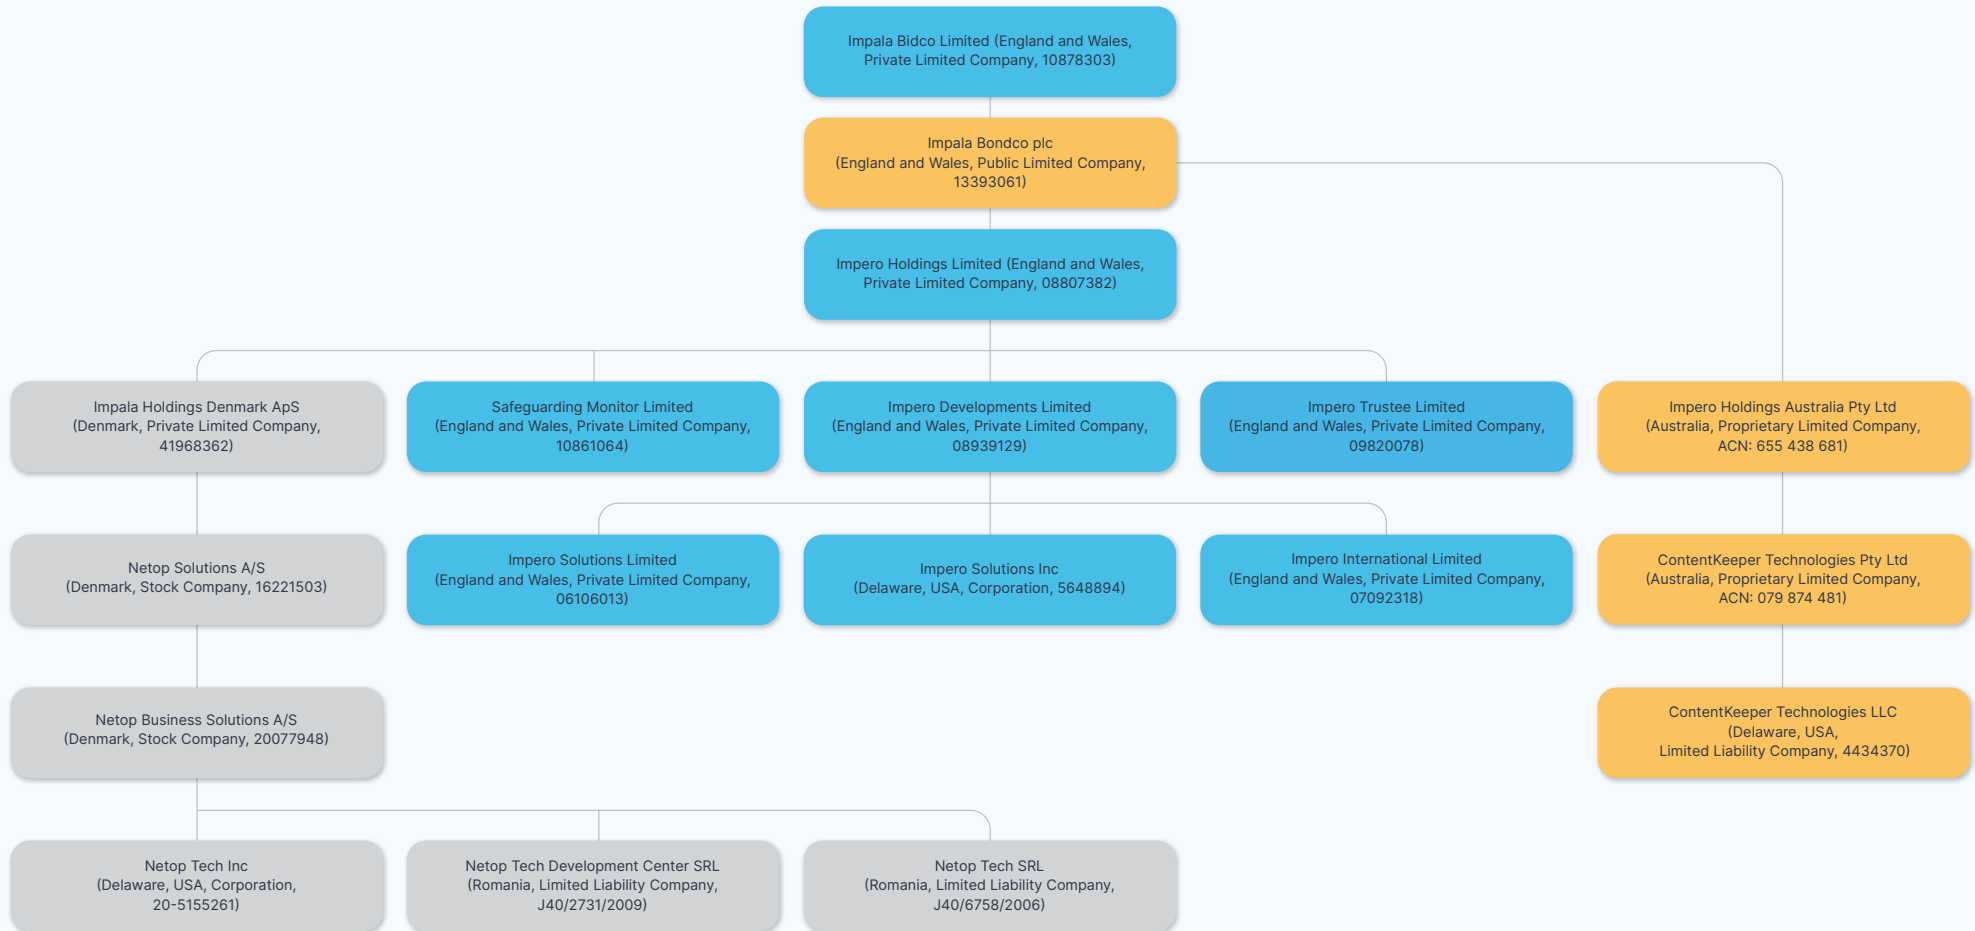 Impala Bidco Limited (England and Wales,
Private Limited Company, 10878303)
Impala Bondco plc
(England and Wales, Public Limited Company,
13393061)
Impero Holdings Limited (England and Wales,
Private Limited Company, 08807382)
Impala Holdings Denmark ApS
(Denmark, Private Limited Company,
41968362)
Safeguarding Monitor Limited
(England and Wales, Private Limited Company,
10861064)
Impero Developments Limited
(England and Wales, Private Limited Company,
08939129)
Impero Trustee Limited
(England and Wales, Private Limited Company,
09820078)
Impero Holdings Australia Pty Ltd
(Australia, Proprietary Limited Company,
ACN: 655 438 681)
Netop Solutions A/S
(Denmark, Stock Company, 16221503)
Impero Solutions Limited
(England and Wales, Private Limited Company,
06106013)
Impero Solutions Inc
(Delaware, USA, Corporation, 5648894)
Impero International Limited
(England and Wales, Private Limited Company,
07092318)
ContentKeeper Technologies Pty Ltd
(Australia, Proprietary Limited Company,
ACN: 079 874 481)
Netop Business Solutions A/S
(Denmark, Stock Company, 20077948)
ContentKeeper Technologies LLC
(Delaware, USA,
Limited Liability Company, 4434370)
Netop Tech Inc
(Delaware, USA, Corporation,
20-5155261)
Netop Tech Development Center SRL
(Romania, Limited Liability Company,
J40/2731/2009)
Netop Tech SRL
(Romania, Limited Liability Company,
J40/6758/2006)